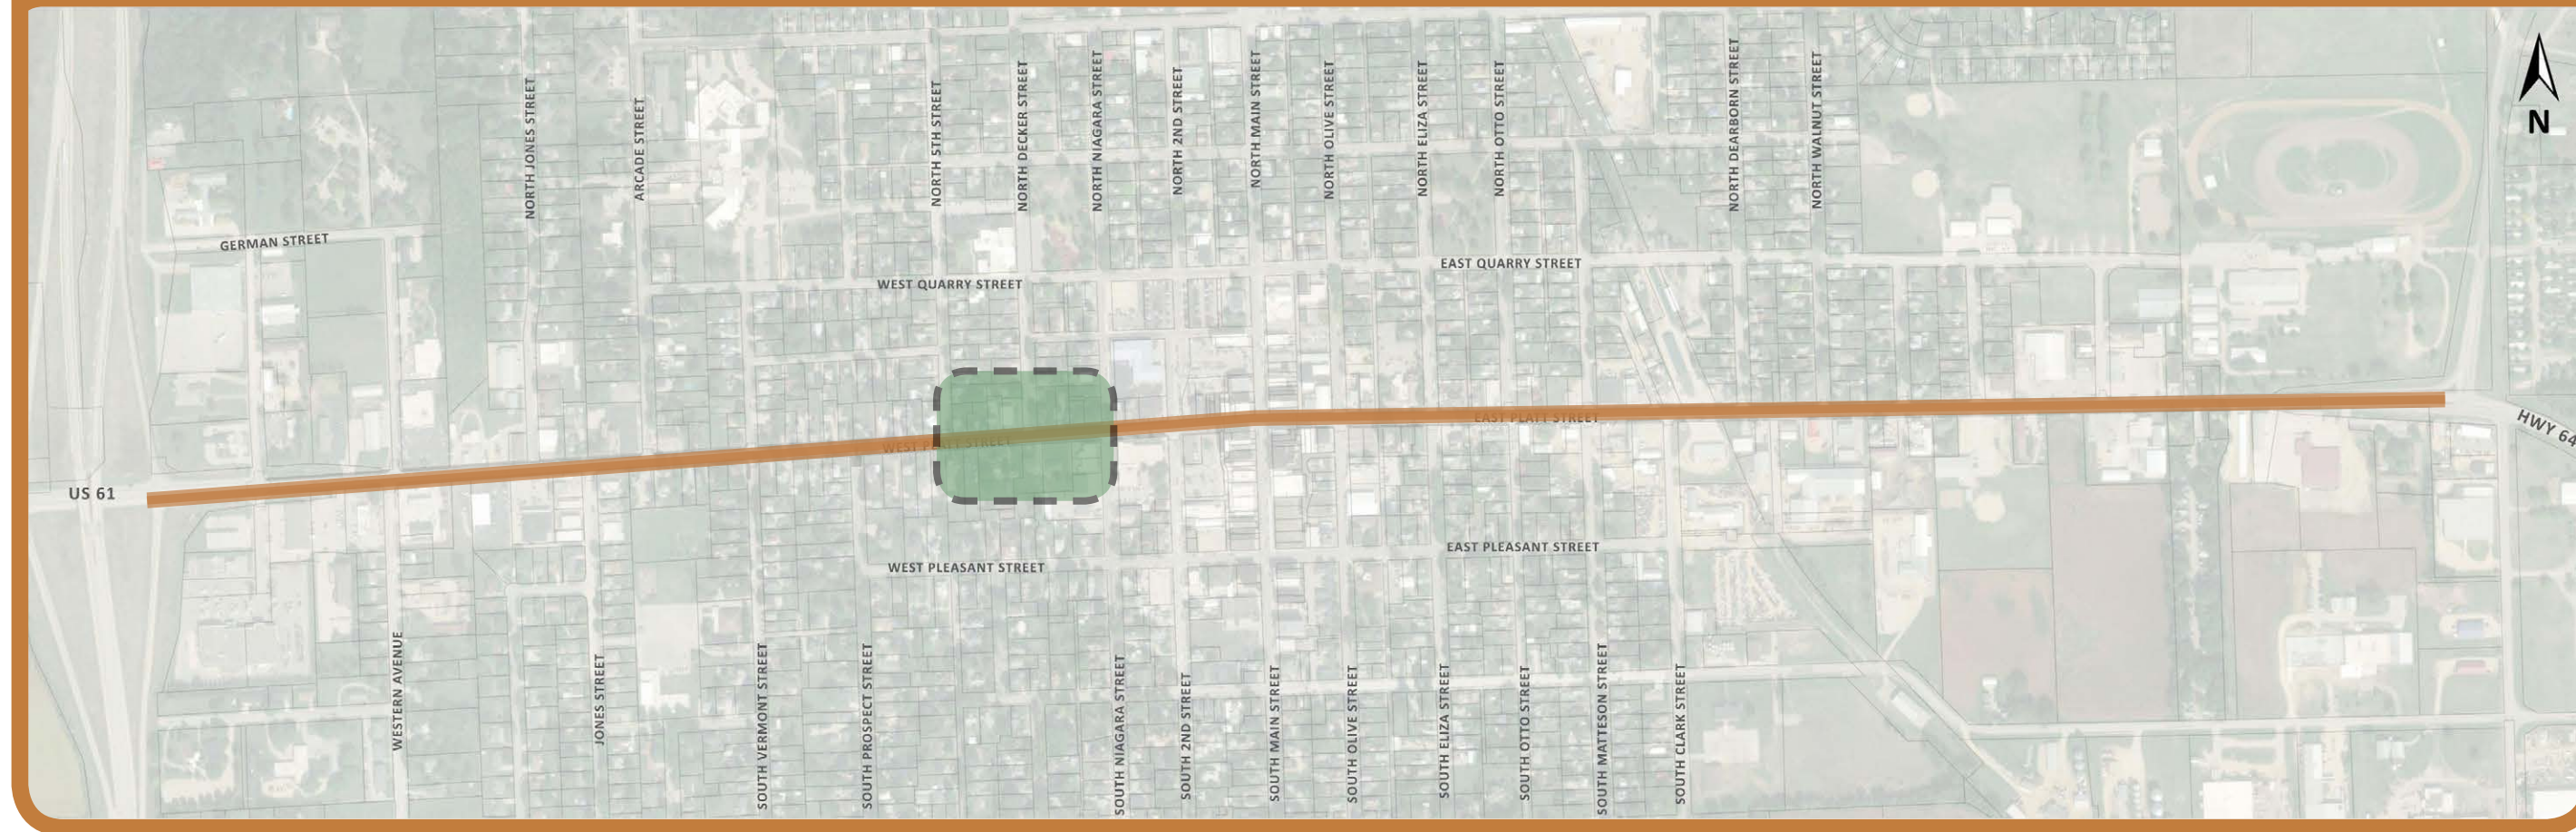 NORTH JONES STREET
ARCADE STREET
NORTH 5TH STREET
NORTH DECKER STREET
NORTH NIAGARA STREET
NORTH 2ND STREET
NORTH MAIN STREET
NORTH OLIVE STREET
NORTH ELIZA STREET
NORTH OTTO STREET
NORTH DEARBORN STREET
NORTH WALNUT STREET
N
GERMAN STREET
WEST QUARRY STREET
EAST QUARRY STREET
WEST PLATT STREET
EAST PLATT STREET
HWY 64
US 61
WEST PLEASANT STREET
EAST PLEASANT STREET
WESTERN AVENUE
JONES STREET
SOUTH VERMONT STREET
SOUTH PROSPECT STREET
SOUTH NIAGARA STREET
SOUTH 2ND STREET
SOUTH MAIN STREET
SOUTH OLIVE STREET
SOUTH ELIZA STREET
SOUTH OTTO STREET
SOUTH MATTESON STREET
SOUTH CLARK STREET